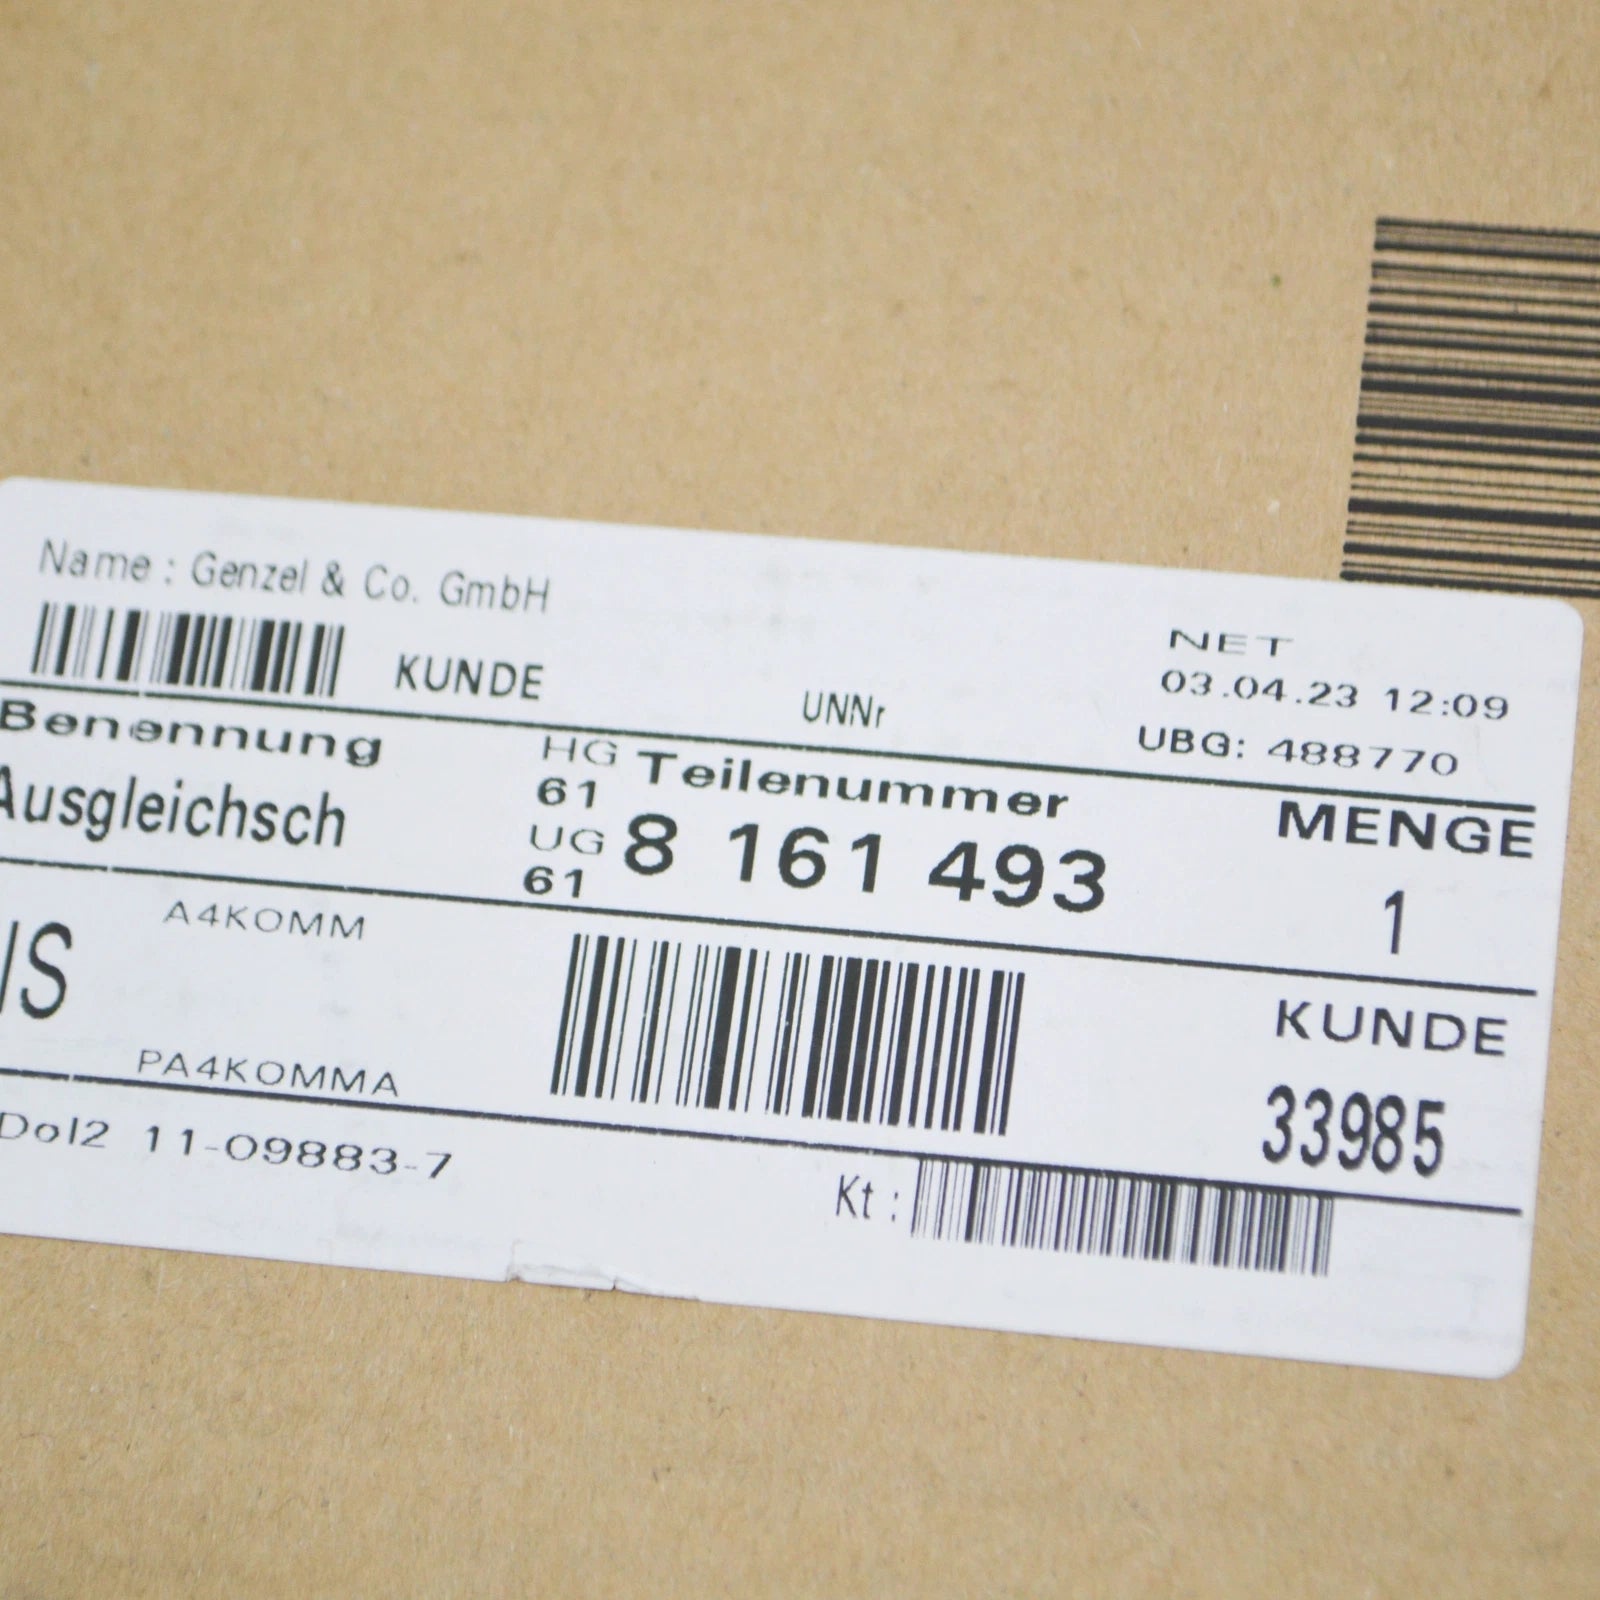 Name : Genzel & Co. GmbH
KUNDE
UNNr
NET
03.04.23 12:09
UBG: 488770
Benennung
Ausgleichsch
HG
61
UG
61
Teilenummer
8 161 493
MENGE
1
IS
A4KOMM
PA4KOMMA
KUNDE
33985
Dol2 11-09883-7
Kt :